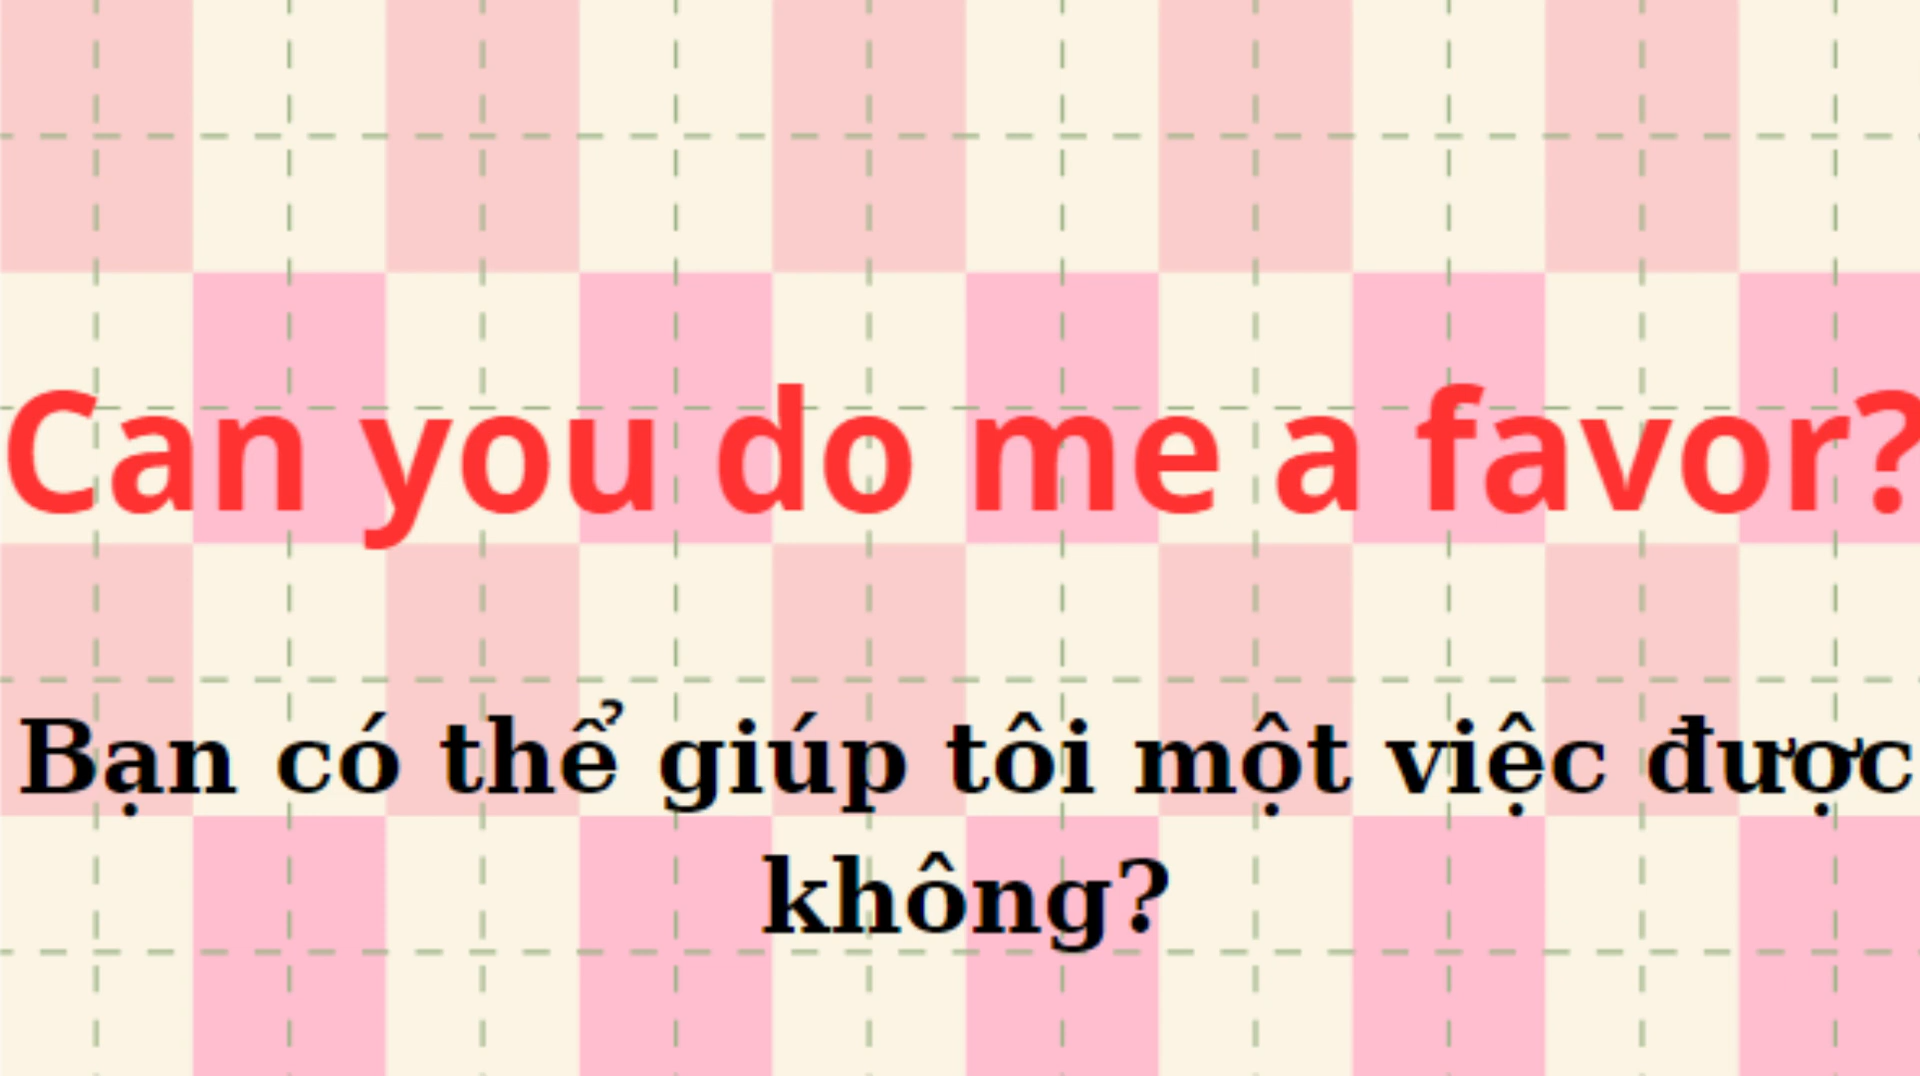 Can you do me a favor?
Bạn có thể giúp tôi một việc được
không?